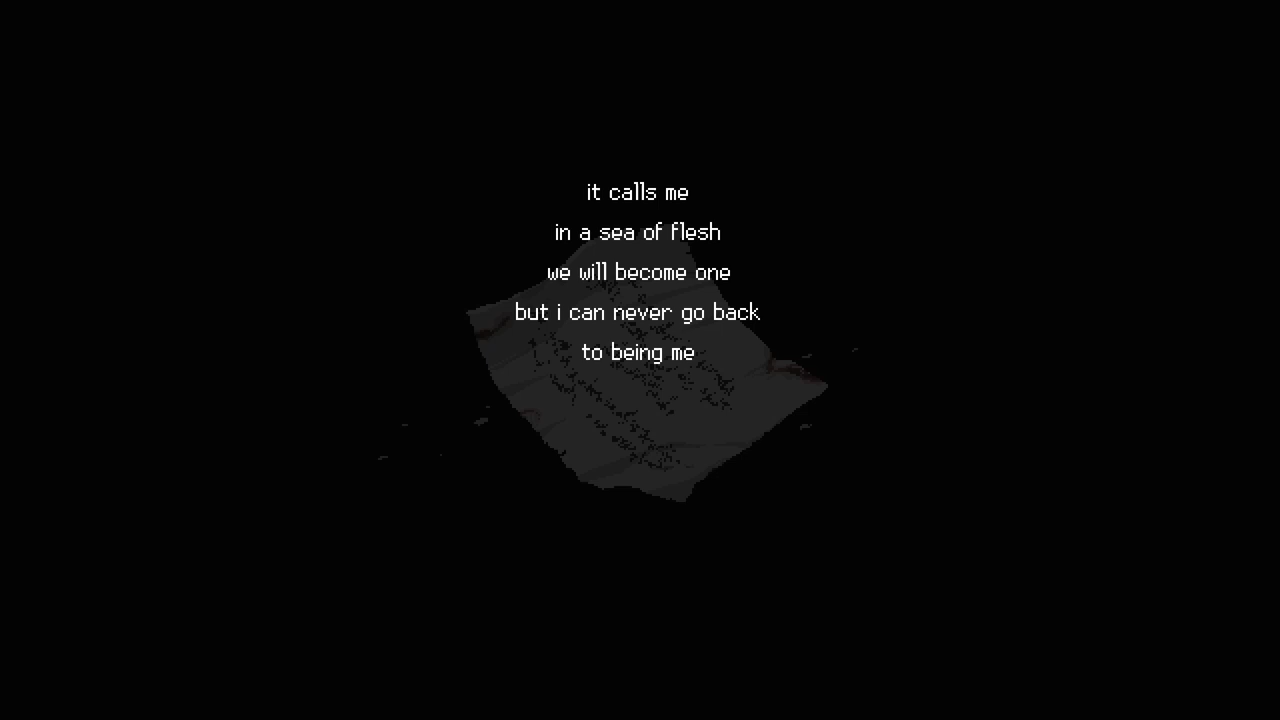 it calls me
in a sea of flesh
we will become one
but i can never go back
to being me